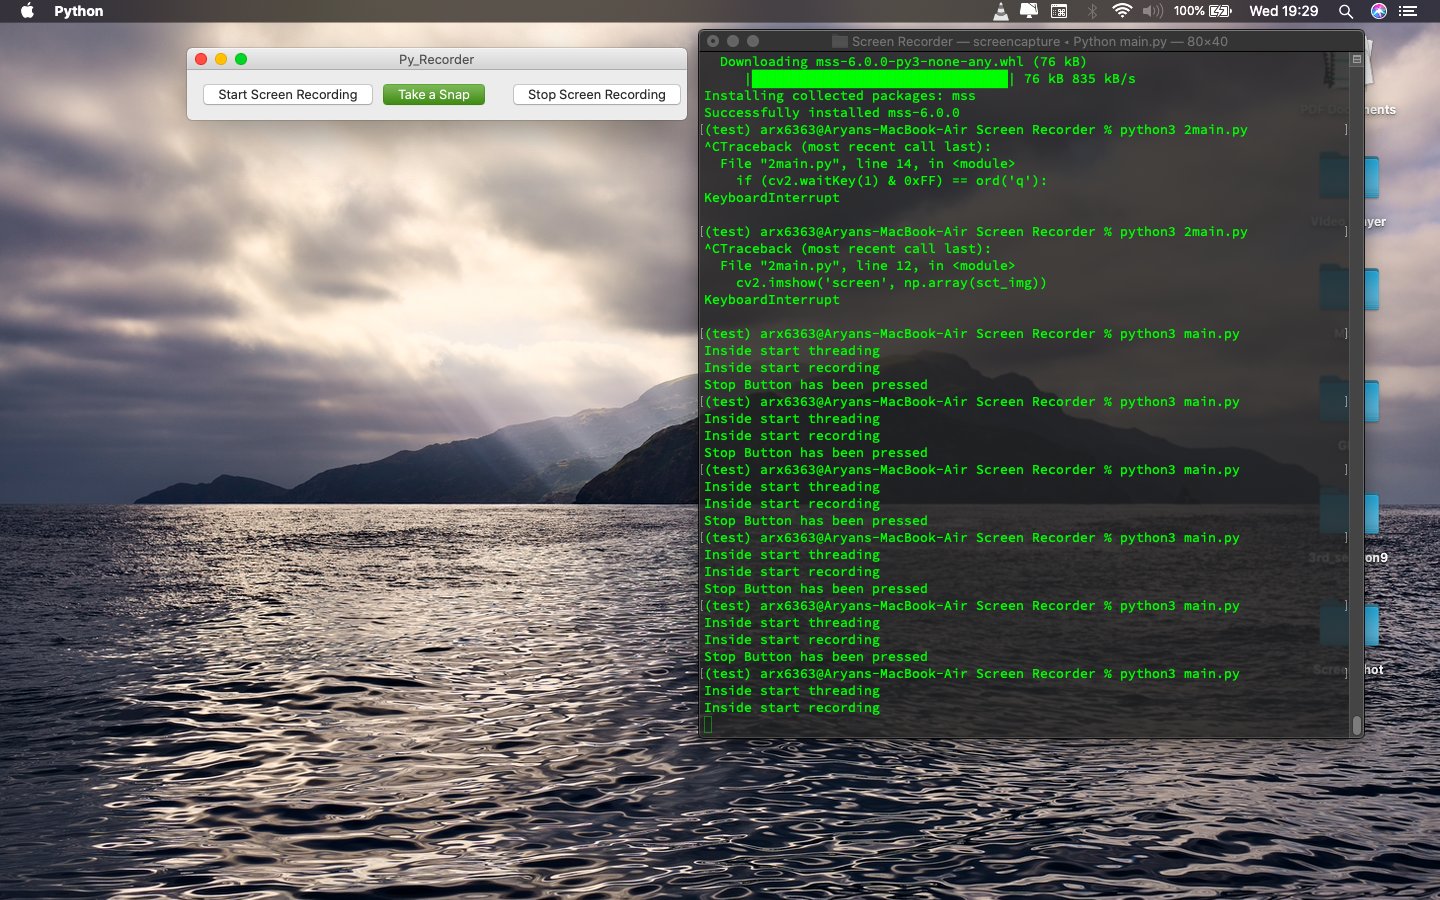 Python
100%
Wed 19:29
Py_Recorder
Start Screen Recording
Take a Snap
Stop Screen Recording
Screen Recorder — screencapture • Python main.py — 80×40
Downloading mss-6.0.0-py3-none-any.whl (76 kB)
| 76 kB 835 kB/s
Installing collected packages: mss
Successfully installed mss-6.0.0
[(test) arx6363@Aryans-MacBook-Air Screen Recorder % python3 2main.py ]
^CTraceback (most recent call last):
File "2main.py", line 14, in <module>
if (cv2.waitKey(1) & 0xFF) == ord('q'):
KeyboardInterrupt
[(test) arx6363@Aryans-MacBook-Air Screen Recorder % python3 2main.py ]
^CTraceback (most recent call last):
File "2main.py", line 12, in <module>
cv2.imshow('screen', np.array(sct_img))
KeyboardInterrupt
[(test) arx6363@Aryans-MacBook-Air Screen Recorder % python3 main.py ]
Inside start threading
Inside start recording
Stop Button has been pressed
[(test) arx6363@Aryans-MacBook-Air Screen Recorder % python3 main.py ]
Inside start threading
Inside start recording
Stop Button has been pressed
[(test) arx6363@Aryans-MacBook-Air Screen Recorder % python3 main.py ]
Inside start threading
Inside start recording
Stop Button has been pressed
[(test) arx6363@Aryans-MacBook-Air Screen Recorder % python3 main.py ]
Inside start threading
Inside start recording
Stop Button has been pressed
[(test) arx6363@Aryans-MacBook-Air Screen Recorder % python3 main.py ]
Inside start threading
Inside start recording
Stop Button has been pressed
[(test) arx6363@Aryans-MacBook-Air Screen Recorder % python3 main.py ]
Inside start threading
Inside start recording